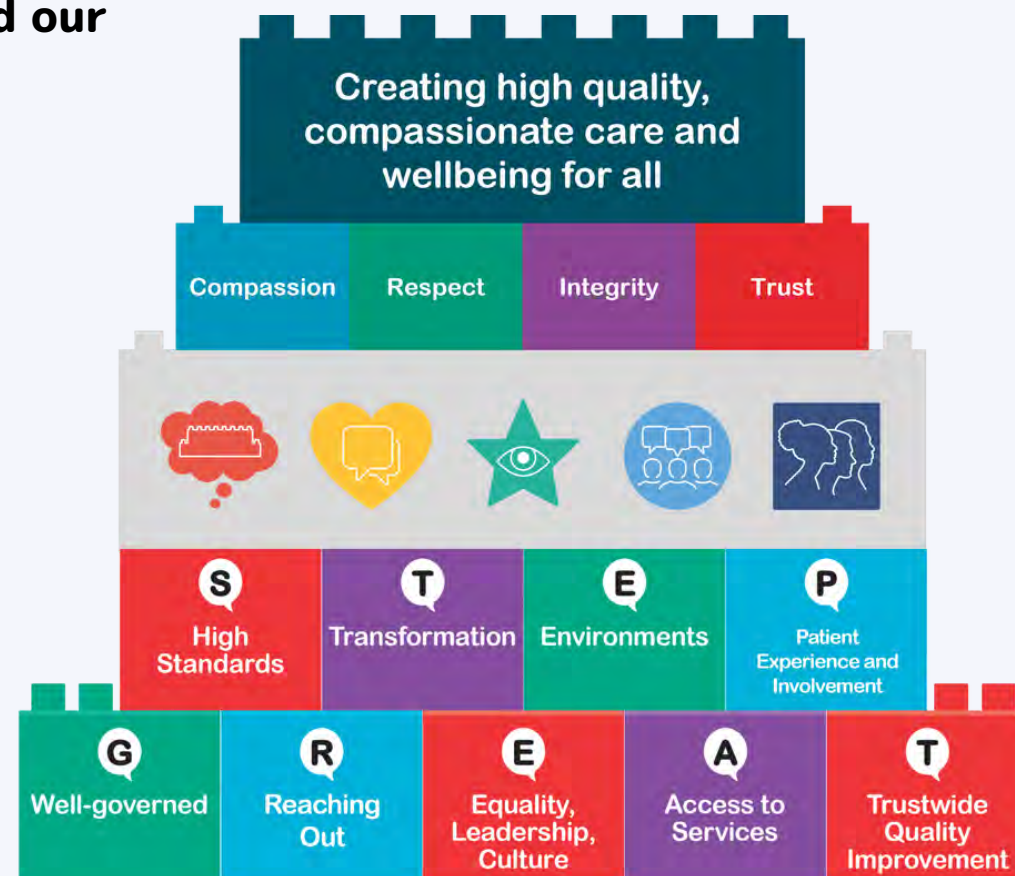 d our
Creating high quality,
compassionate care and
wellbeing for all
Compassion
Respect
Integrity
Trust
S
High
Standards
T
Transformation
E
Environments
P
Patient
Experience and
Involvement
G
Well-governed
R
Reaching
Out
E
Equality,
Leadership,
Culture
A
Access to
Services
T
Trustwide
Quality
Improvement